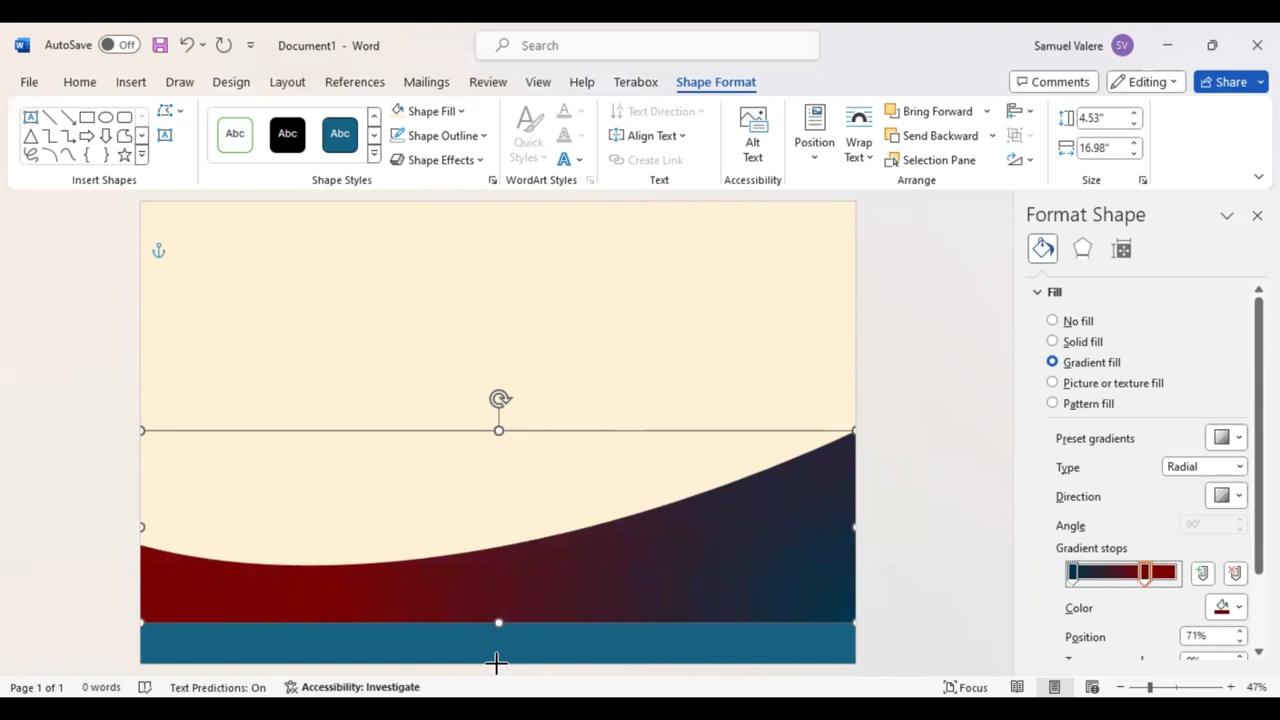 AutoSave Off Document1 - Word Search Samuel Valere SV
File Home Insert Draw Design Layout References Mailings Review View Help Terabox Shape Format Comments Editing Share
Abc Abc Abc
Shape Fill
Shape Outline
Shape Effects
Quick
Styles
Text Direction
Align Text
Create Link
Alt
Text
Position
Wrap
Text
Bring Forward
Send Backward
Selection Pane
4.53"
16.98"
Insert Shapes Shape Styles WordArt Styles Text Accessibility Arrange Size
Format Shape
Fill
No fill
Solid fill
Gradient fill
Picture or texture fill
Pattern fill
Preset gradients
Type Radial
Direction
Angle 90°
Gradient stops
Color
Position 71%
Page 1 of 1 0 words Text Predictions: On Accessibility: Investigate Focus 47%